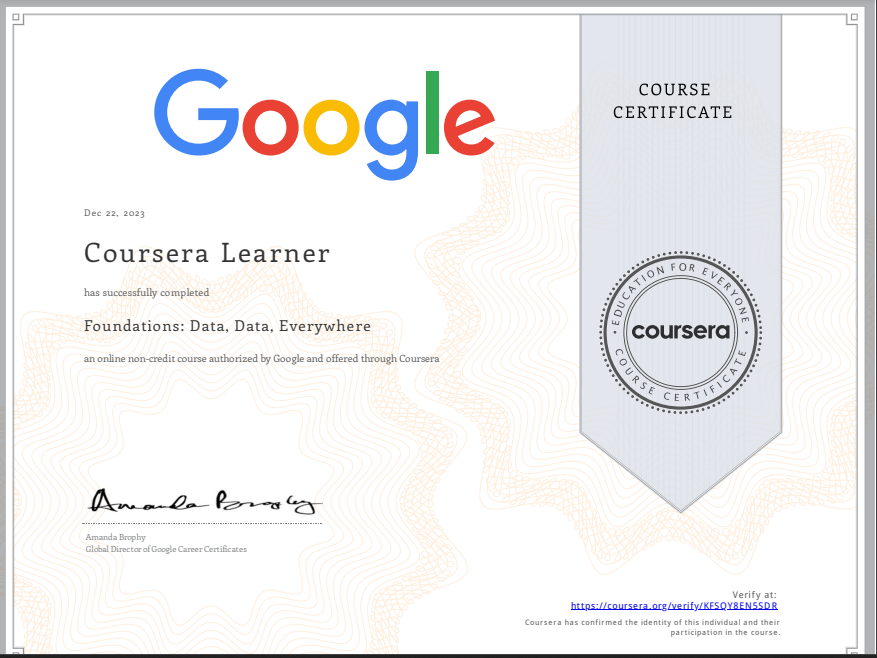 Google
COURSE
CERTIFICATE
Dec 22, 2023
Coursera Learner
has successfully completed
Foundations: Data, Data, Everywhere
an online non-credit course authorized by Google and offered through Coursera
EDUCATION FOR EVERYONE
coursera
COURSE CERTIFICATE
Amanda Brophy
Amanda Brophy
Global Director of Google Career Certificates
Verify at:
https://coursera.org/verify/KFSQY8EN5SDR
Coursera has confirmed the identity of this individual and their
participation in the course.